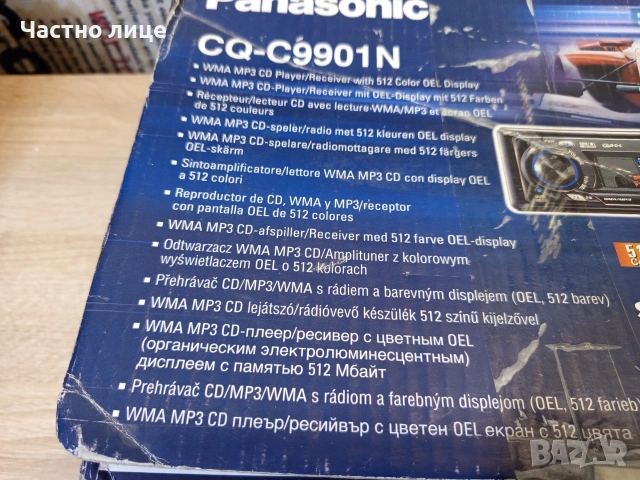 Частно лице
Panasonic
CQ-C9901N
▪ WMA MP3 CD Player/Receiver with 512 Color OEL Display
▪ WMA MP3 CD-Player/Receiver mit OEL-Display mit 512 Farben
▪ Récepteur/lecteur CD avec lecture WMA/MP3 et écran OEL
de 512 couleurs
▪ WMA MP3 CD-speler/radio met 512 kleuren OEL display
▪ WMA MP3 CD-spelare/radiomottagare med 512 färgers
OEL-skärm
▪ Sintoamplificatore/lettore WMA MP3 CD con display OEL
a 512 colori
▪ Reproductor de CD, WMA y MP3/receptor
con pantalla OEL de 512 colores
▪ WMA MP3 CD-afspiller/Receiver med 512 farve OEL-display
▪ Odtwarzacz WMA MP3 CD/Amplituner z kolorowym
wyświetlaczem OEL o 512 kolorach
▪ Přehrávač CD/MP3/WMA s rádiem a barevným displejem (OEL, 512 barev)
▪ WMA MP3 CD lejátszó/rádióvevő készülék 512 színű kijelzővel
▪ WMA MP3 CD-плеер/ресивер с цветным OEL
(органическим электролюминесцентным)
дисплеем с памятью 512 Мбайт
▪ Prehrávač CD/MP3/WMA s rádiom a farebným displejom (OEL, 512 farieb)
▪ WMA MP3 CD плеър/ресийвър с цветен OEL екран с 512 цвята
BAZAR